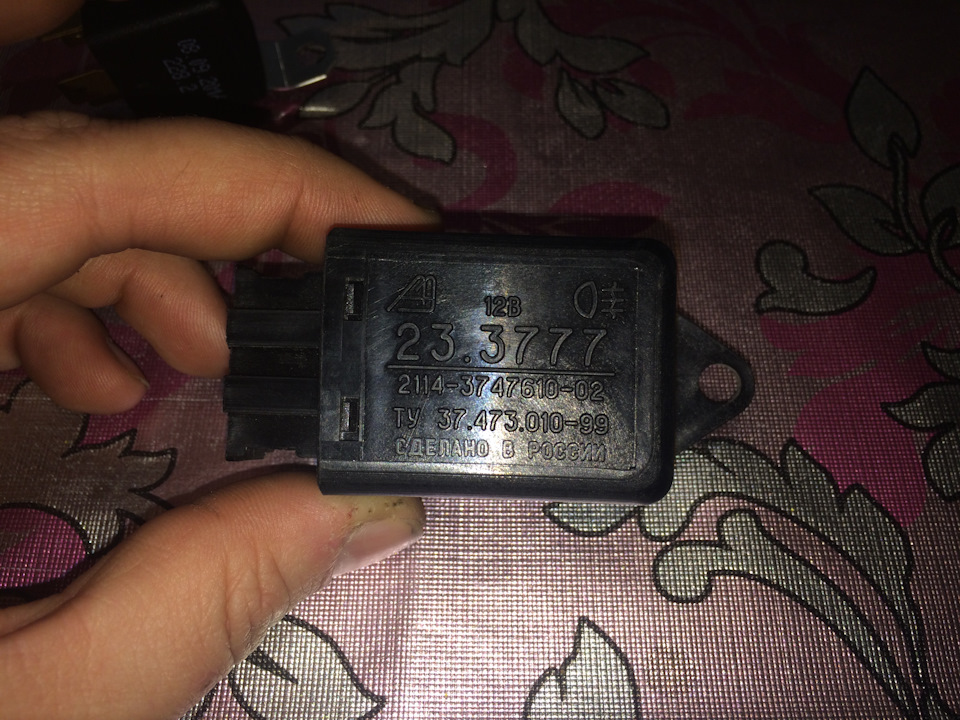 12В
23.3777
2114-3747610-02
ТУ 37.473.010-99
СДЕЛАНО В РОССИИ